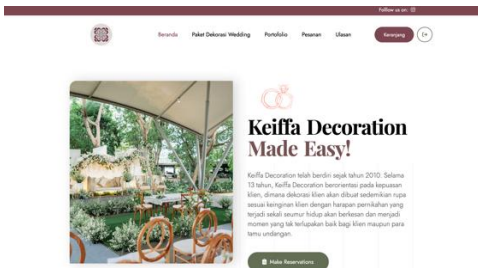 Follow us on:
Beranda Paket Dekorasi Wedding Portofolio Pesanan Ulasan Keranjang
Keiffa Decoration
Made Easy!
Keiffa Decoration telah berdiri sejak tahun 2010. Selama
13 tahun, Keiffa Decoration berorientasi pada kepuasan
klien, dimana dekorasi klien akan dibuat sedemikian rupa
sesuai keinginan klien dengan harapan pernikahan yang
terjadi sekali seumur hidup akan berkesan dan menjadi
momen yang tak terlupakan baik bagi klien maupun para
tamu undangan.
Make Reservations